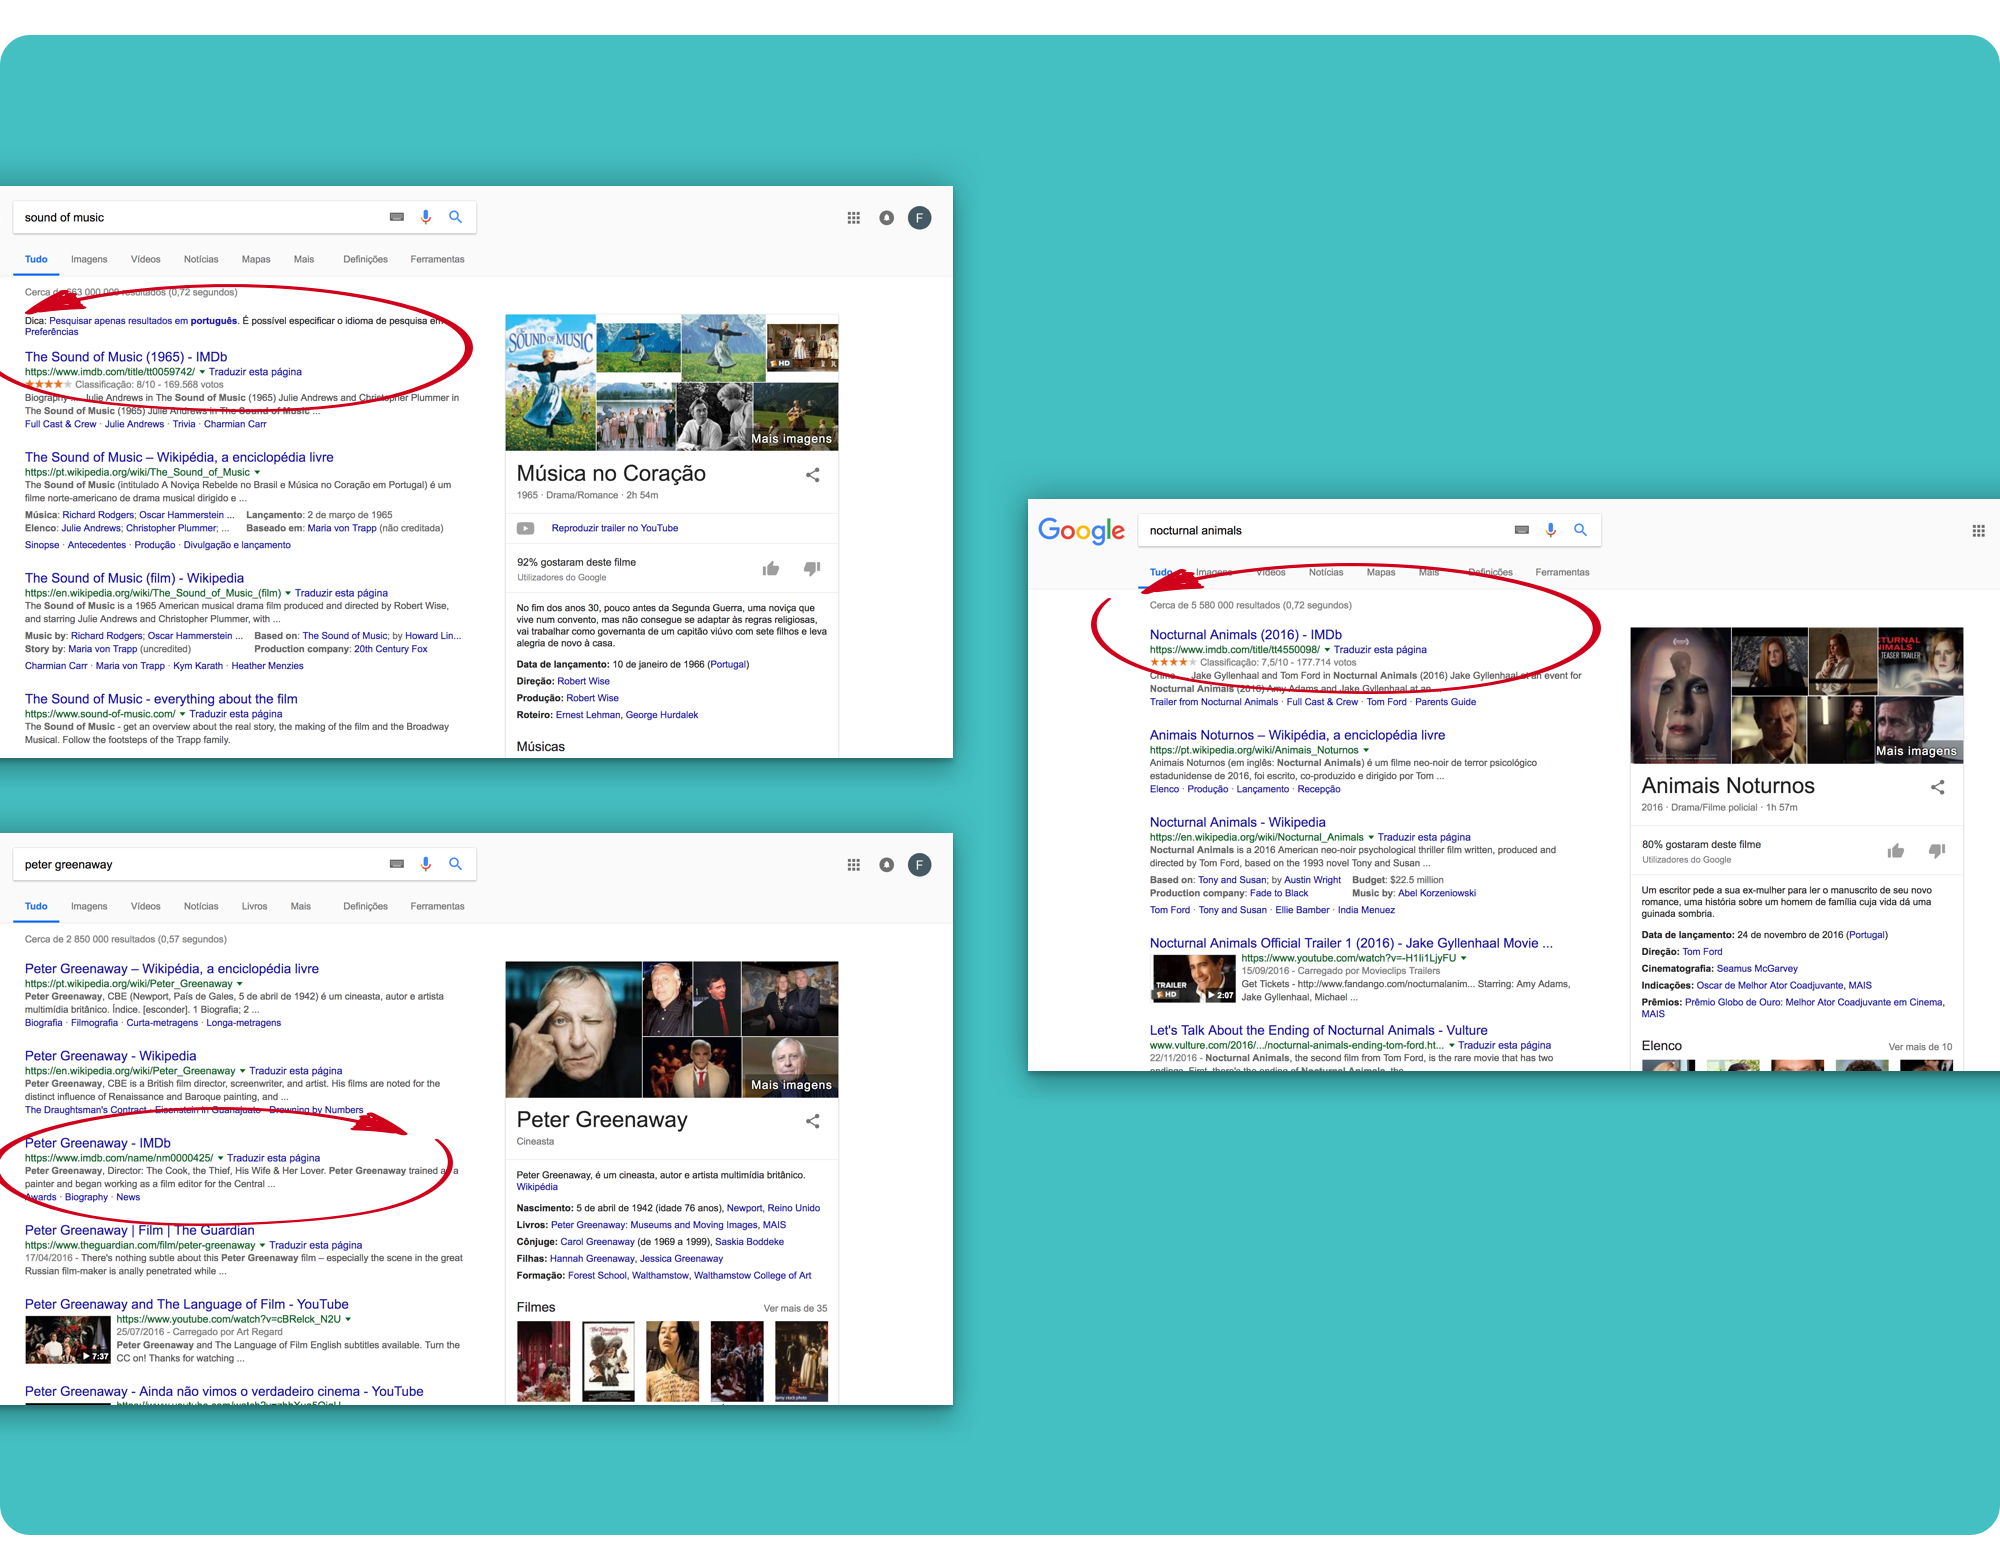 sound of music
F
Tudo Imagens Vídeos Notícias Mapas Mais Definições Ferramentas
Cerca de 663 000 000 resultados (0,72 segundos)
Dica: Pesquisar apenas resultados em português. É possível especificar o idioma de pesquisa em
Preferências
The Sound of Music (1965) - IMDb
https://www.imdb.com/title/tt0059742/ Traduzir esta página
Classificação: 8/10 - 169.568 votos
Biography ... Julie Andrews in The Sound of Music (1965) Julie Andrews and Christopher Plummer in
The Sound of Music (1965) Julie Andrews in The Sound of Music ...
Full Cast & Crew · Julie Andrews · Trivia · Charmian Carr
The Sound of Music – Wikipédia, a enciclopédia livre
https://pt.wikipedia.org/wiki/The_Sound_of_Music
The Sound of Music (intitulado A Noviça Rebelde no Brasil e Música no Coração em Portugal) é um
filme norte-americano de drama musical dirigido e ...
Música: Richard Rodgers; Oscar Hammerstein ... Lançamento: 2 de março de 1965
Elenco: Julie Andrews; Christopher Plummer; ... Baseado em: Maria von Trapp (não creditada)
Sinopse · Antecedentes · Produção · Divulgação e lançamento
The Sound of Music (film) - Wikipedia
https://en.wikipedia.org/wiki/The_Sound_of_Music_(film) Traduzir esta página
The Sound of Music is a 1965 American musical drama film produced and directed by Robert Wise,
and starring Julie Andrews and Christopher Plummer, with ...
Music by: Richard Rodgers; Oscar Hammerstein ... Based on: The Sound of Music; by Howard Lin...
Story by: Maria von Trapp (uncredited) Production company: 20th Century Fox
Charmian Carr · Maria von Trapp · Kym Karath · Heather Menzies
The Sound of Music - everything about the film
https://www.sound-of-music.com/ Traduzir esta página
The Sound of Music - get an overview about the real story, the making of the film and the Broadway
Musical. Follow the footsteps of the Trapp family.
The
SOUND OF MUSIC
HD
Mais imagens
Música no Coração
1965 · Drama/Romance · 2h 54m
Reproduzir trailer no YouTube
92% gostaram deste filme
Utilizadores do Google
No fim dos anos 30, pouco antes da Segunda Guerra, uma noviça que
vive num convento, mas não consegue se adaptar às regras religiosas,
vai trabalhar como governanta de um capitão viúvo com sete filhos e leva
alegria de novo à casa.
Data de lançamento: 10 de janeiro de 1966 (Portugal)
Direção: Robert Wise
Produção: Robert Wise
Roteiro: Ernest Lehman, George Hurdalek
Músicas
peter greenaway
F
Tudo Imagens Vídeos Notícias Livros Mais Definições Ferramentas
Cerca de 2 850 000 resultados (0,57 segundos)
Peter Greenaway – Wikipédia, a enciclopédia livre
https://pt.wikipedia.org/wiki/Peter_Greenaway
Peter Greenaway, CBE (Newport, País de Gales, 5 de abril de 1942) é um cineasta, autor e artista
multimídia britânico. Índice. [esconder]. 1 Biografia; 2 ...
Biografia · Filmografia · Curta-metragens · Longa-metragens
Peter Greenaway - Wikipedia
https://en.wikipedia.org/wiki/Peter_Greenaway Traduzir esta página
Peter Greenaway, CBE is a British film director, screenwriter, and artist. His films are noted for the
distinct influence of Renaissance and Baroque painting, and ...
The Draughtsman's Contract · Eisenstein in Guanajuato · Drowning by Numbers
Peter Greenaway - IMDb
https://www.imdb.com/name/nm0000425/ Traduzir esta página
Peter Greenaway, Director: The Cook, the Thief, His Wife & Her Lover. Peter Greenaway trained as a
painter and began working as a film editor for the Central ...
Awards · Biography · News
Peter Greenaway | Film | The Guardian
https://www.theguardian.com/film/peter-greenaway Traduzir esta página
17/04/2016 - There's nothing subtle about this Peter Greenaway film – especially the scene in the great
Russian film-maker is anally penetrated while ...
Peter Greenaway and The Language of Film - YouTube
https://www.youtube.com/watch?v=cBRelck_N2U
25/07/2016 - Carregado por Art Regard
Peter Greenaway and The Language of Film English subtitles available. Turn the
CC on! Thanks for watching ...
7:37
Peter Greenaway - Ainda não vimos o verdadeiro cinema - YouTube
Mais imagens
Peter Greenaway
Cineasta
Peter Greenaway, é um cineasta, autor e artista multimídia britânico.
Wikipédia
Nascimento: 5 de abril de 1942 (idade 76 anos), Newport, Reino Unido
Livros: Peter Greenaway: Museums and Moving Images, MAIS
Cônjuge: Carol Greenaway (de 1969 a 1999), Saskia Boddeke
Filhas: Hannah Greenaway, Jessica Greenaway
Formação: Forest School, Walthamstow, Walthamstow College of Art
Filmes Ver mais de 35
Google
nocturnal animals
Tudo Imagens Vídeos Notícias Mapas Mais Definições Ferramentas
Cerca de 5 580 000 resultados (0,72 segundos)
Nocturnal Animals (2016) - IMDb
https://www.imdb.com/title/tt4550098/ Traduzir esta página
Classificação: 7,5/10 - 177.714 votos
Crime ... Jake Gyllenhaal and Tom Ford in Nocturnal Animals (2016) Jake Gyllenhaal at an event for
Nocturnal Animals (2016) Amy Adams and Jake Gyllenhaal at an ...
Trailer from Nocturnal Animals · Full Cast & Crew · Tom Ford · Parents Guide
Animais Noturnos – Wikipédia, a enciclopédia livre
https://pt.wikipedia.org/wiki/Animais_Noturnos
Animais Noturnos (em inglês: Nocturnal Animals) é um filme neo-noir de terror psicológico
estadunidense de 2016, foi escrito, co-produzido e dirigido por Tom ...
Elenco · Produção · Lançamento · Recepção
Nocturnal Animals - Wikipedia
https://en.wikipedia.org/wiki/Nocturnal_Animals Traduzir esta página
Nocturnal Animals is a 2016 American neo-noir psychological thriller film written, produced and
directed by Tom Ford, based on the 1993 novel Tony and Susan ...
Based on: Tony and Susan; by Austin Wright Budget: $22.5 million
Production company: Fade to Black Music by: Abel Korzeniowski
Tom Ford · Tony and Susan · Ellie Bamber · India Menuez
Nocturnal Animals Official Trailer 1 (2016) - Jake Gyllenhaal Movie ...
https://www.youtube.com/watch?v=-H1Ii1LjyFU
15/09/2016 - Carregado por Movieclips Trailers
Get Tickets - http://www.fandango.com/nocturnalanim... Starring: Amy Adams,
Jake Gyllenhaal, Michael ...
TRAILER
HD 2:07
Let's Talk About the Ending of Nocturnal Animals - Vulture
www.vulture.com/2016/.../nocturnal-animals-ending-tom-ford.ht... Traduzir esta página
22/11/2016 - Nocturnal Animals, the second film from Tom Ford, is the rare movie that has two
endings. First, there's the ending of Nocturnal Animals, the
TEASER TRAILER
Mais imagens
Animais Noturnos
2016 · Drama/Filme policial · 1h 57m
80% gostaram deste filme
Utilizadores do Google
Um escritor pede a sua ex-mulher para ler o manuscrito de seu novo
romance, uma história sobre um homem de família cuja vida dá uma
guinada sombria.
Data de lançamento: 24 de novembro de 2016 (Portugal)
Direção: Tom Ford
Cinematografia: Seamus McGarvey
Indicações: Oscar de Melhor Ator Coadjuvante, MAIS
Prêmios: Prêmio Globo de Ouro: Melhor Ator Coadjuvante em Cinema,
MAIS
Elenco Ver mais de 10